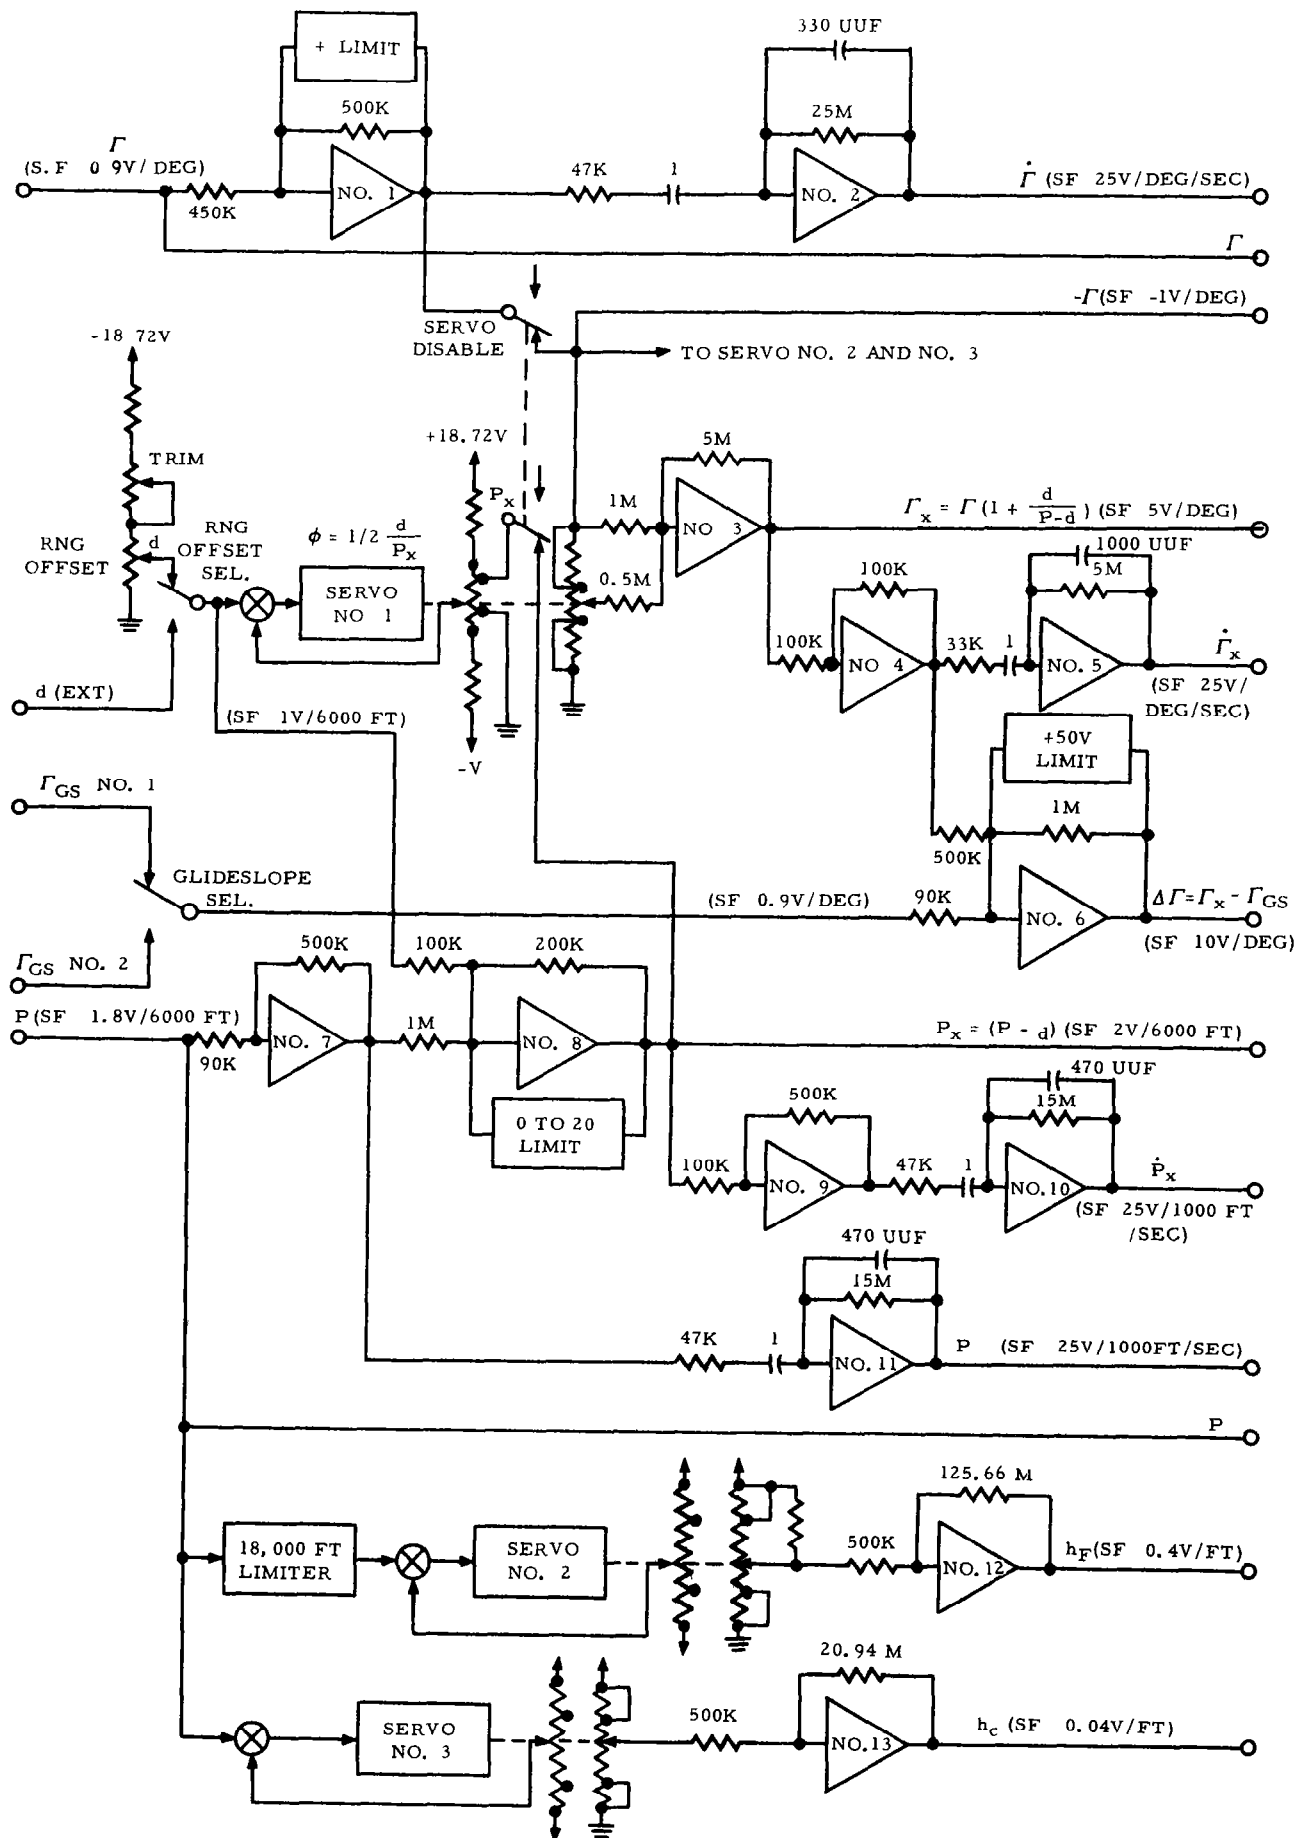 + LIMIT
500K
330 UUF
25M
Γ
(S.F 0 9V/DEG)
450K
NO. 1
47K
1
NO. 2
Γ̇ (SF 25V/DEG/SEC)
Γ
-Γ(SF -1V/DEG)
SERVO
DISABLE
TO SERVO NO. 2 AND NO. 3
-18 72V
TRIM
RNG
OFFSET
d
RNG
OFFSET
SEL.
ϕ = 1/2 d/Px
SERVO
NO 1
+18.72V
Px
-V
1M
0.5M
5M
NO 3
Γx = Γ (1 + d/(P-d)) (SF 5V/DEG)
100K
100K
NO 4
33K
1
1000 UUF
5M
NO. 5
Γ̇x
(SF 25V/
DEG/SEC)
d (EXT)
(SF 1V/6000 FT)
+50V
LIMIT
1M
500K
ΓGS NO. 1
GLIDESLOPE
SEL.
(SF 0.9V/DEG)
90K
NO. 6
ΔΓ = Γx - ΓGS
(SF 10V/DEG)
ΓGS NO. 2
P (SF 1.8V/6000 FT)
90K
500K
NO. 7
100K
1M
200K
NO. 8
0 TO 20
LIMIT
Px = (P - d) (SF 2V/6000 FT)
100K
500K
NO. 9
47K
1
470 UUF
15M
NO.10
Ṗx
(SF 25V/1000 FT
/SEC)
47K
1
470 UUF
15M
NO.11
P (SF 25V/1000FT/SEC)
P
18,000 FT
LIMITER
SERVO
NO. 2
500K
125.66 M
NO.12
hF(SF 0.4V/FT)
SERVO
NO. 3
500K
20.94 M
NO.13
hc (SF 0.04V/FT)